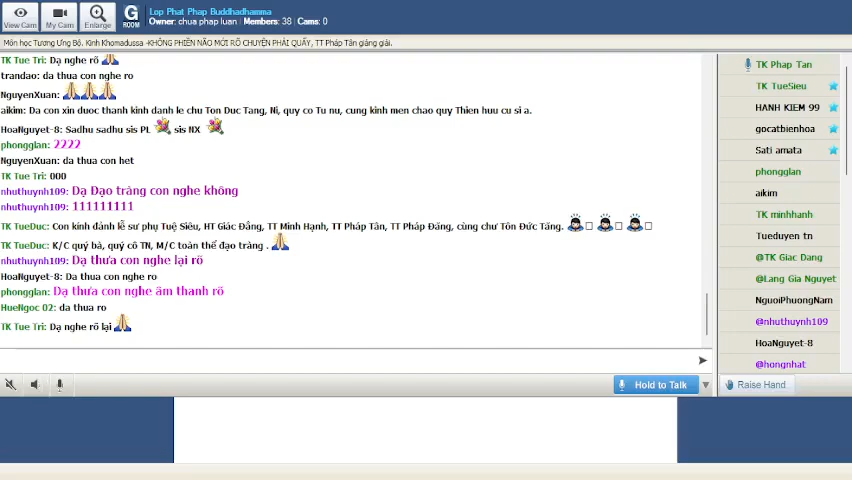 Lop Phat Phap Buddhadhamma
Owner: chua phap luan : Members: 38 : Cams: 0
View Cam
My Cam
Enlarge
G
ROOM
Môn học Tương Ưng Bộ. Kinh Khomadussa -KHÔNG PHIỀN NÃO MỚI RÕ CHUYỆN PHẢI QUẤY, TT Pháp Tân giảng giải.
TK Tue Tri: Dạ nghe rõ
trandao: da thua con nghe ro
NguyenXuan:
aikim: Da con xin duoc thanh kinh danh le chu Ton Duc Tang, Ni, quy co Tu nu, cung kinh men chao quy Thien huu cu si a.
HoaNguyet-8: Sadhu sadhu sis PL sis NX
phonggian: 2222
NguyenXuan: da thua con het
TK Tue Tri: 000
nhuthuynh109: Dạ Đạo tràng con nghe không
nhuthuynh109: 111111111
TK TueDuc: Con kính đảnh lễ sư phụ Tuệ Siêu, HT Giác Đẳng, TT Minh Hạnh, TT Pháp Tân, TT Pháp Đăng, cùng chư Tôn Đức Tăng.
TK TueDuc: K/C quý bà, quý cô TN, M/C toàn thể đạo tràng .
nhuthuynh109: Dạ thưa con nghe lại rõ
HoaNguyet-8: Da thua con nghe ro
phonggian: Dạ thưa con nghe âm thanh rõ
HueNgoc 02: da thua ro
TK Tue Tri: Dạ nghe rõ lại
TK Phap Tan
TK TueSieu
HANH KIEM 99
gocatbienhoa
Sati amata
phonggian
aikim
TK minhhanh
Tueduyen tn
@TK Giac Dang
@Lang Gia Nguyet
NguoiPhuongNam
@nhuthuynh109
HoaNguyet-8
@hongnhat
Hold to Talk
Raise Hand